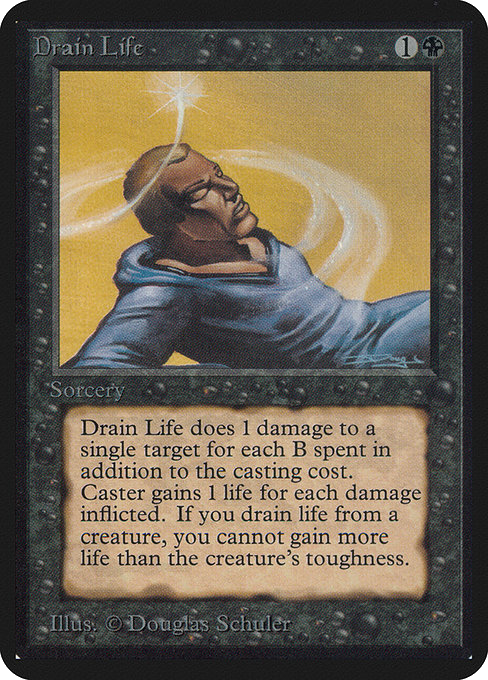 Drain Life
1
Sorcery
Drain Life does 1 damage to a
single target for each B spent in
addition to the casting cost.
Caster gains 1 life for each damage
inflicted. If you drain life from a
creature, you cannot gain more
life than the creature's toughness.
Illus. © Douglas Schuler